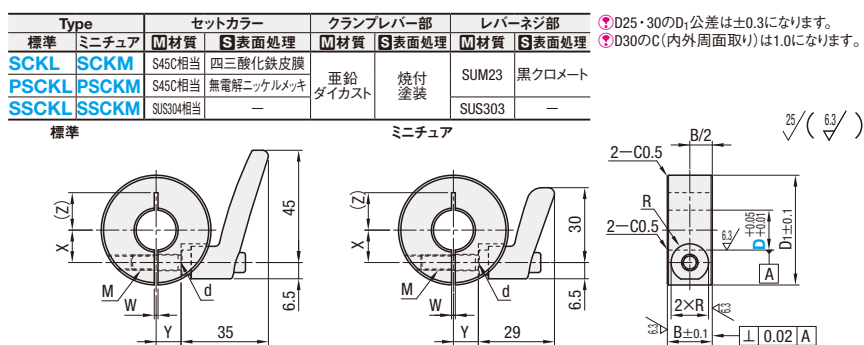 Type セットカラー クランプレバー部 レバーネジ部
標準 ミニチュア M材質 S表面処理 M材質 S表面処理 M材質 S表面処理
SCKL SCKM S45C相当 四三酸化鉄皮膜 亜鉛ダイカスト 焼付塗装 SUM23 黒クロメート
PSCKL PSCKM S45C相当 無電解ニッケルメッキ
SSCKL SSCKM SUS304相当 － SUS303 －
D25・30のD1公差は±0.3になります。
D30のC(内外周面取り)は1.0になります。
標準
(Z)
X
M
W
Y
35
d
45
6.5
ミニチュア
(Z)
X
M
W
Y
29
d
30
6.5
25 ( 6.3 )
B/2
2－C0.5
R
2－C0.5
6.3
D +0.05 +0.01
D1±0.1
A
2×R
6.3
6.3
B±0.1
⊥ 0.02 A